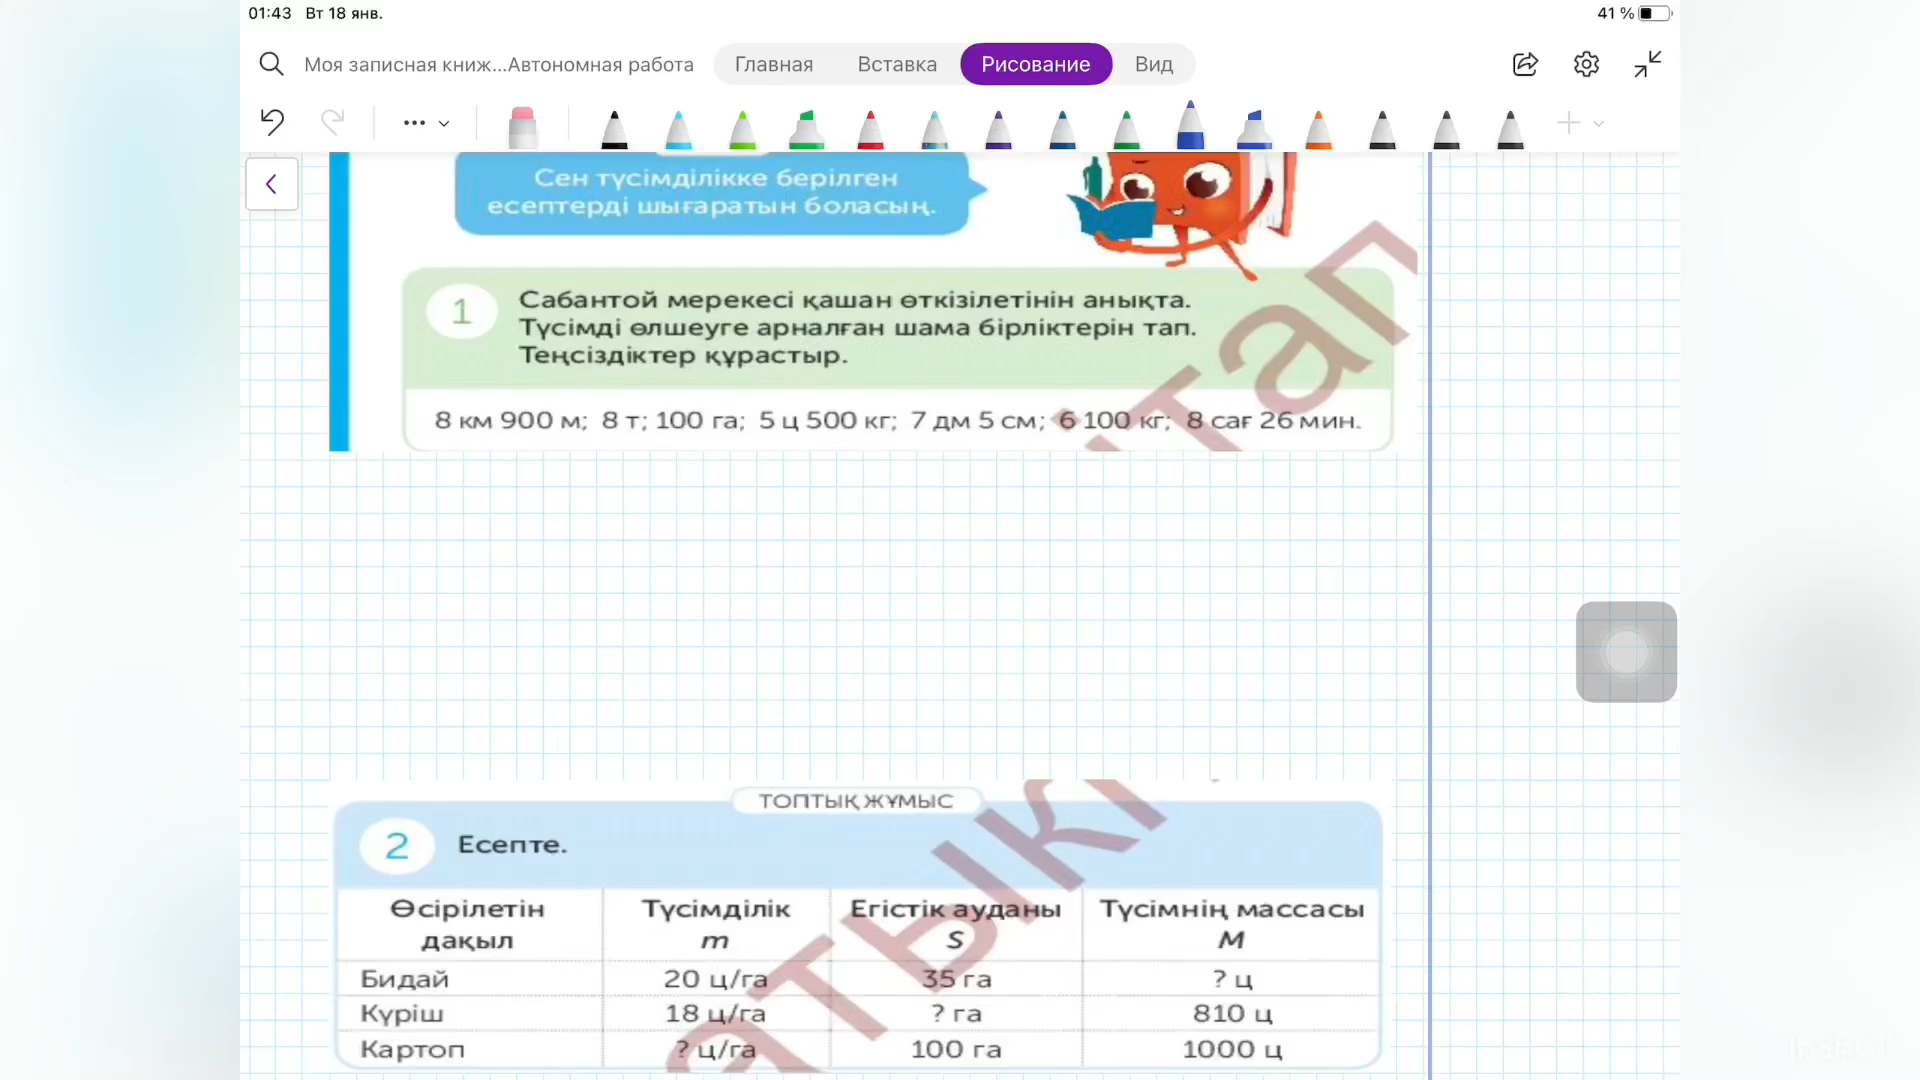 01:43 Вт 18 янв.
41 %
Моя записная книж...Автономная работа
Главная
Вставка
Рисование
Вид
Сен түсімділікке берілген
есептерді шығаратын боласың.
1
Сабантой мерекесі қашан өткізілетінін анықта.
Түсімді өлшеуге арналған шама бірліктерін тап.
Теңсіздіктер құрастыр.
8 км 900 м; 8 т; 100 га; 5 ц 500 кг; 7 дм 5 см; 6 100 кг; 8 сағ 26 мин.
ТОПТЫҚ ЖҰМЫС
2 Есепте.
Өсірілетін дақыл Түсімділік m Егістік ауданы S Түсімнің массасы M
Бидай 20 ц/га 35 га ? ц
Күріш 18 ц/га ? га 810 ц
Картоп ? ц/га 100 га 1000 ц